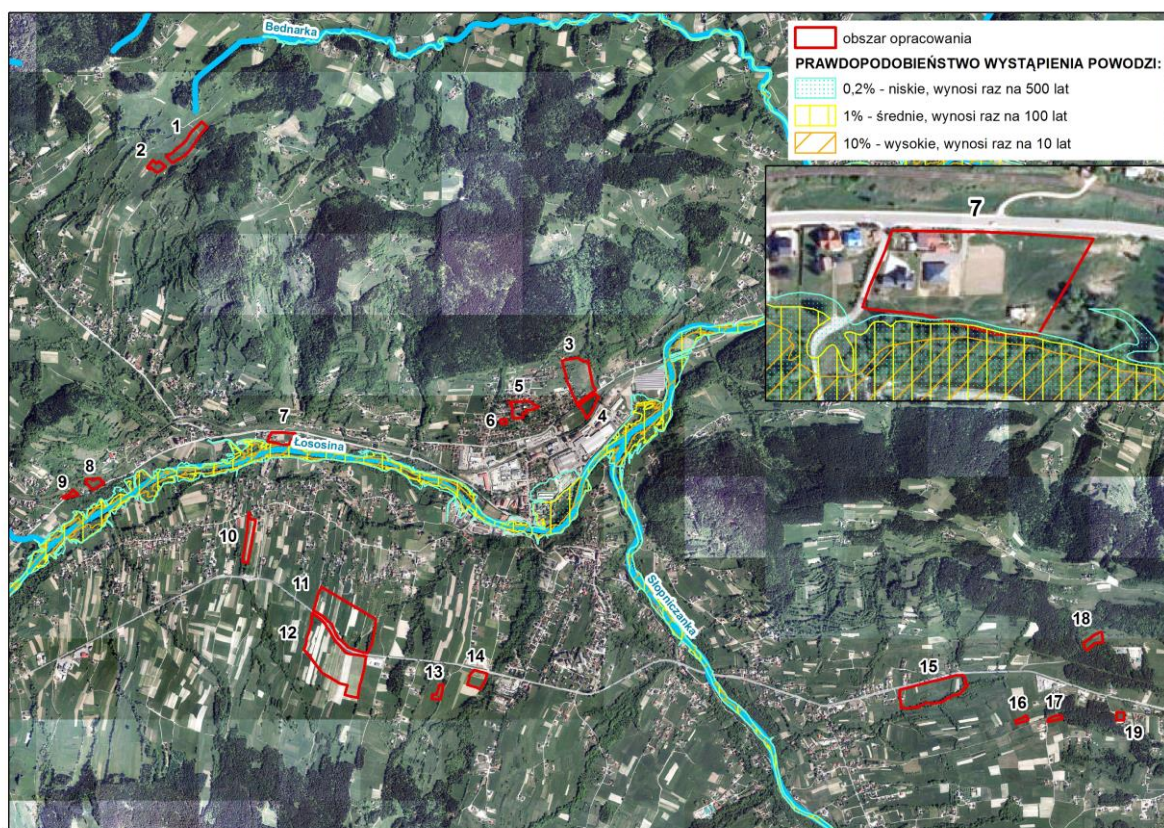 Bednarka
obszar opracowania
PRAWDOPODOBIEŃSTWO WYSTĄPIENIA POWODZI:
0,2% - niskie, wynosi raz na 500 lat
1% - średnie, wynosi raz na 100 lat
10% - wysokie, wynosi raz na 10 lat
1
2
7
3
5
6
4
7
Łososina
8
9
10
11
12
13
14
Słopniczanka
15
16
17
18
19